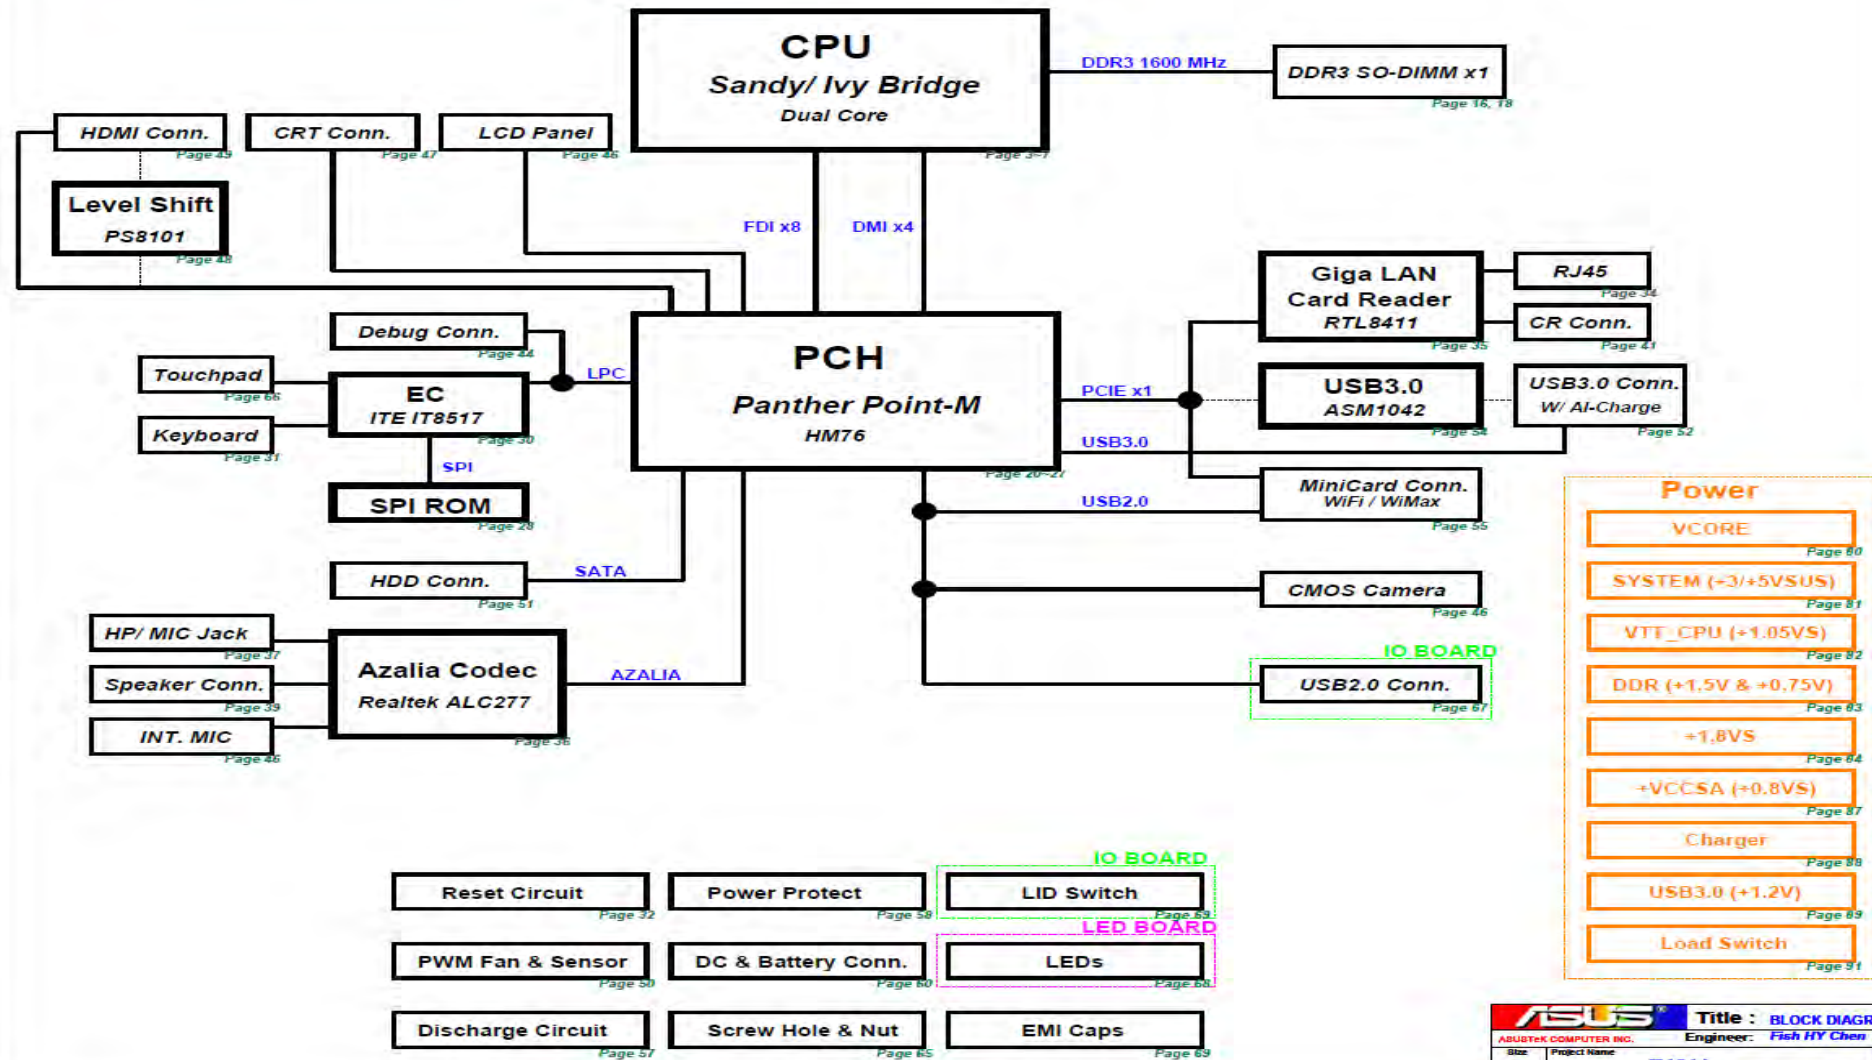 CPU
Sandy/ Ivy Bridge
Dual Core
Page 3~7
DDR3 1600 MHz
DDR3 SO-DIMM x1
Page 16, 18
HDMI Conn.
Page 49
CRT Conn.
Page 47
LCD Panel
Page 46
Level Shift
PS8101
Page 48
FDI x8
DMI x4
Giga LAN
Card Reader
RTL8411
Page 35
RJ45
Page 34
CR Conn.
Page 41
Debug Conn.
Page 44
Touchpad
Page 66
Keyboard
Page 31
EC
ITE IT8517
Page 30
LPC
SPI
SPI ROM
Page 28
PCH
Panther Point-M
HM76
Page 20~27
PCIE x1
USB3.0
ASM1042
Page 54
USB3.0 Conn.
W/ AI-Charge
Page 52
USB3.0
MiniCard Conn.
WiFi / WiMax
Page 55
USB2.0
HDD Conn.
Page 51
SATA
CMOS Camera
Page 46
HP/ MIC Jack
Page 37
Speaker Conn.
Page 39
INT. MIC
Page 46
Azalia Codec
Realtek ALC277
Page 36
AZALIA
IO BOARD
USB2.0 Conn.
Page 67
Power
VCORE
Page 80
SYSTEM (+3/+5VSUS)
Page 81
VTT_CPU (+1.05VS)
Page 82
DDR (+1.5V & +0.75V)
Page 83
+1.8VS
Page 84
+VCCSA (+0.8VS)
Page 87
Charger
Page 88
USB3.0 (+1.2V)
Page 89
Load Switch
Page 91
Reset Circuit
Page 32
Power Protect
Page 58
IO BOARD
LID Switch
Page 69
PWM Fan & Sensor
Page 50
DC & Battery Conn.
Page 60
LED BOARD
LEDs
Page 68
Discharge Circuit
Page 57
Screw Hole & Nut
Page 65
EMI Caps
Page 69
ASUS
ASUSTeK COMPUTER INC.
Title : BLOCK DIAGR
Engineer: Fish HY Chen
Size
Project Name